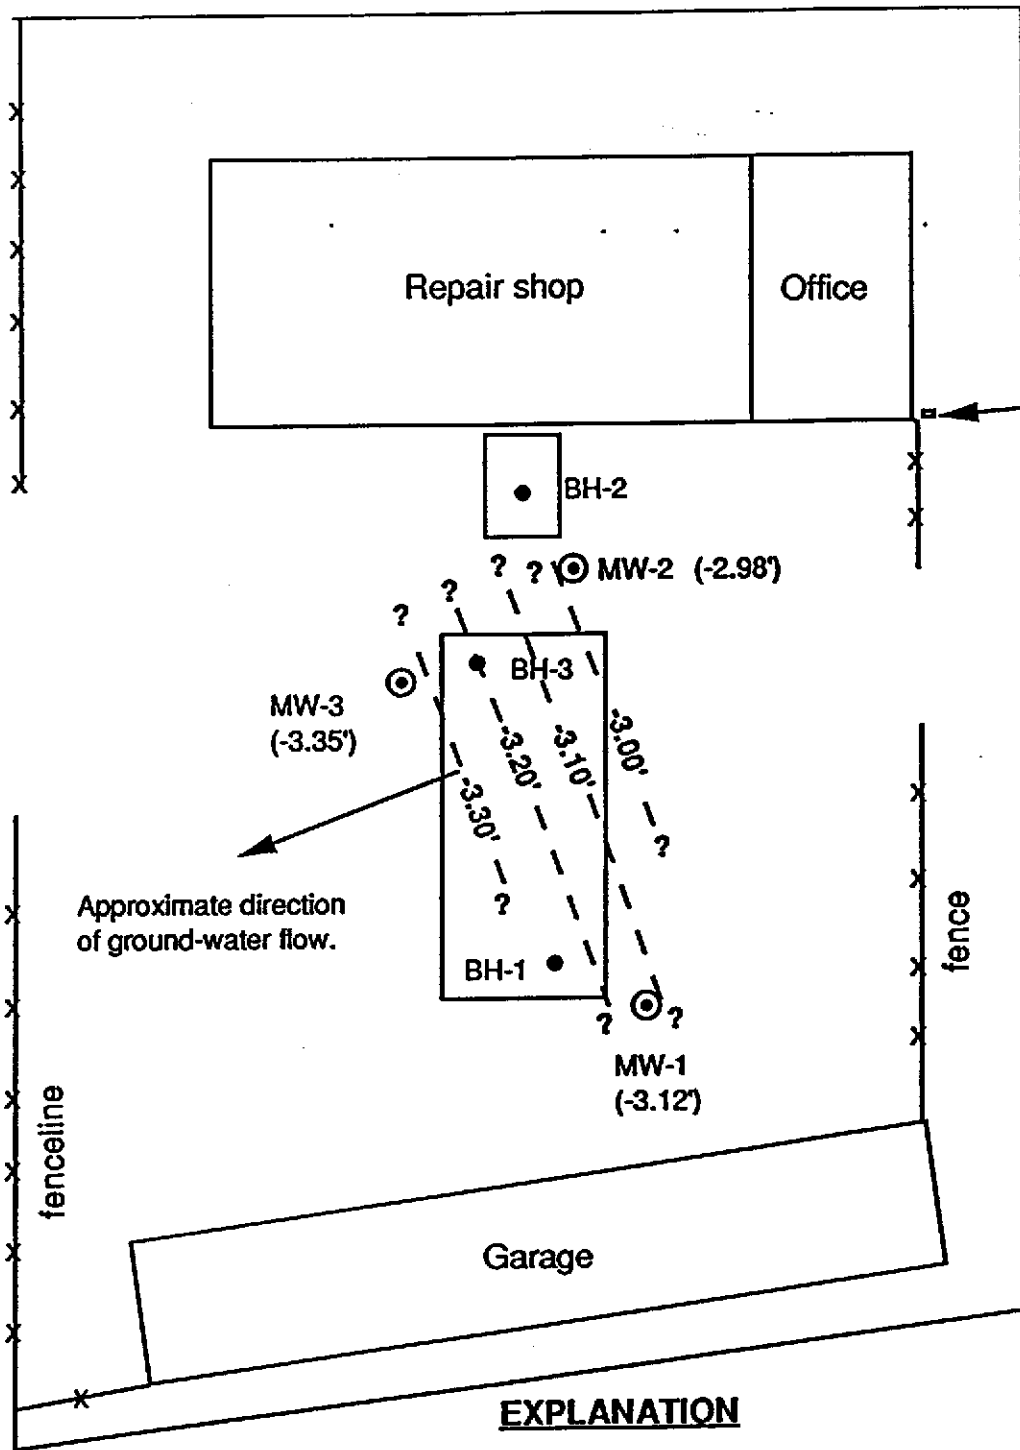 Repair shop
Office
BH-2
? ? MW-2 (-2.98')
?
?
BH-3
MW-3
(-3.35')
-3.00'
-3.10'
-3.20'
-3.30'
?
?
Approximate direction
of ground-water flow.
fence
BH-1
?
?
MW-1
(-3.12')
fenceline
Garage
EXPLANATION